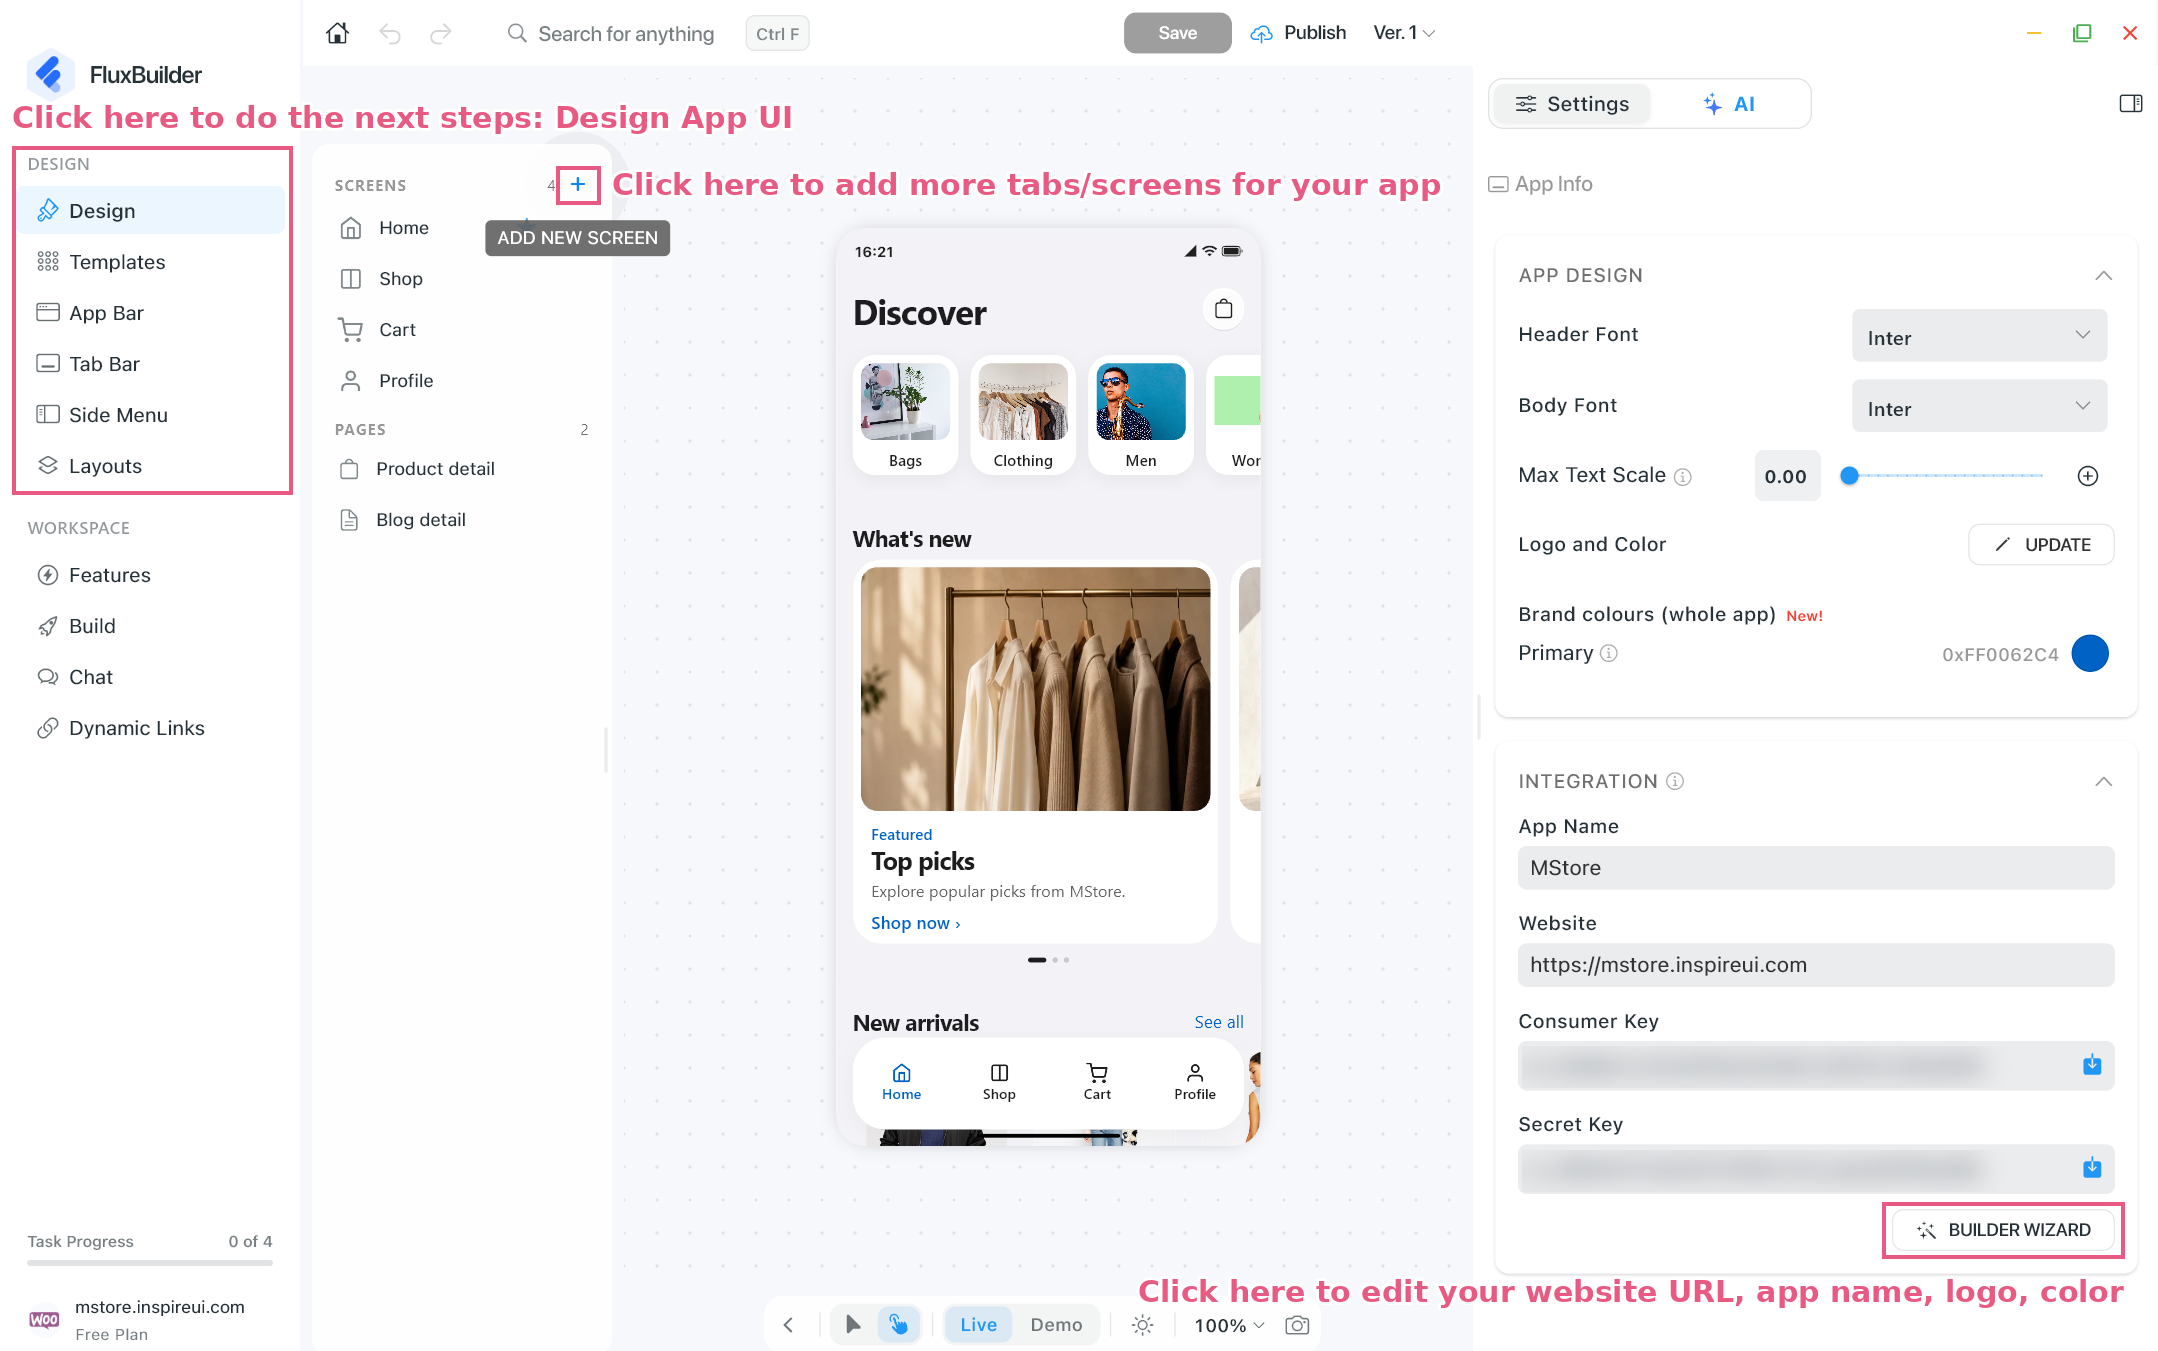 Search for anything
Ctrl F
Save
Publish
Ver. 1
FluxBuilder
Click here to do the next steps: Design App UI
DESIGN
Design
Templates
App Bar
Tab Bar
Side Menu
Layouts
WORKSPACE
Features
Build
Chat
Dynamic Links
Task Progress
0 of 4
WOO
mstore.inspireui.com
Free Plan
SCREENS
4
+
Click here to add more tabs/screens for your app
ADD NEW SCREEN
Home
Shop
Cart
Profile
PAGES
2
Product detail
Blog detail
16:21
Discover
Bags
Clothing
Men
Wor
What's new
Featured
Top picks
Explore popular picks from MStore.
Shop now ›
New arrivals
See all
Home
Shop
Cart
Profile
Live
Demo
100%
Settings
AI
App Info
APP DESIGN
Header Font
Inter
Body Font
Inter
Max Text Scale
0.00
Logo and Color
UPDATE
Brand colours (whole app) New!
Primary
0xFF0062C4
INTEGRATION
App Name
MStore
Website
https://mstore.inspireui.com
Consumer Key
Secret Key
BUILDER WIZARD
Click here to edit your website URL, app name, logo, color